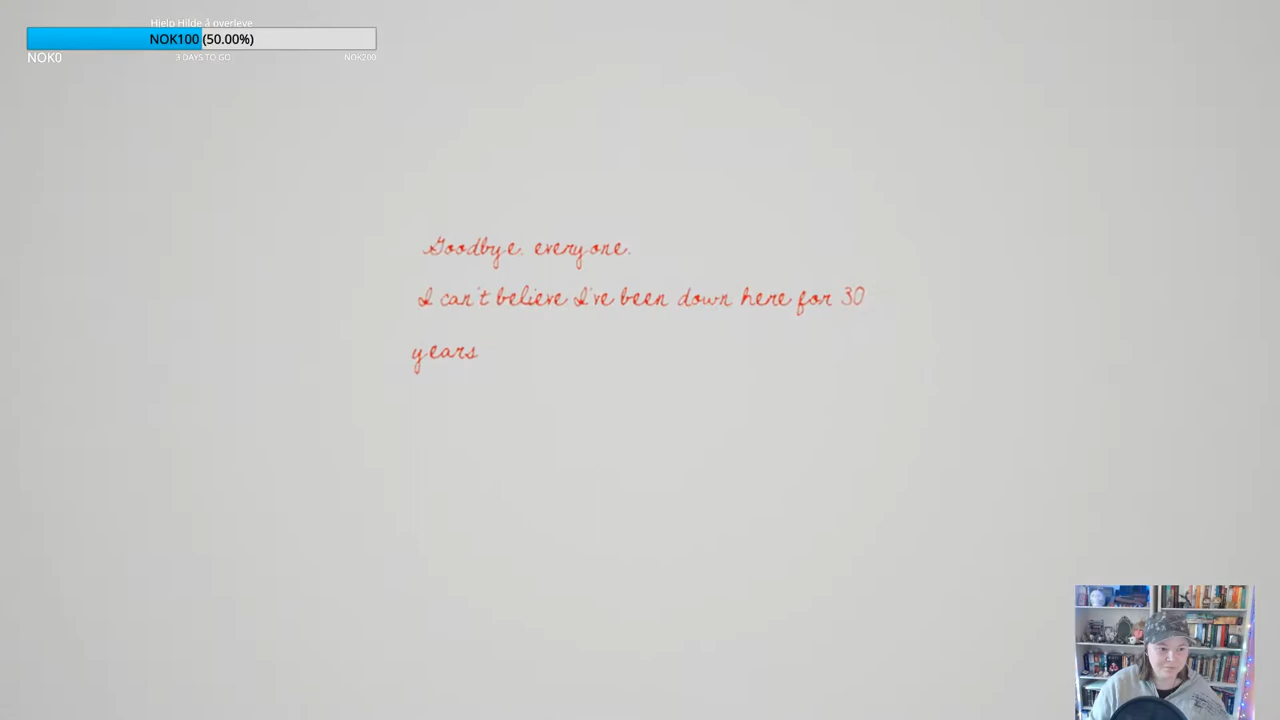 Hjelp Hilde å overleve
NOK100 (50.00%)
NOK0
3 DAYS TO GO
NOK200
Goodbye. everyone.
I can't believe I've been down here for 30
years